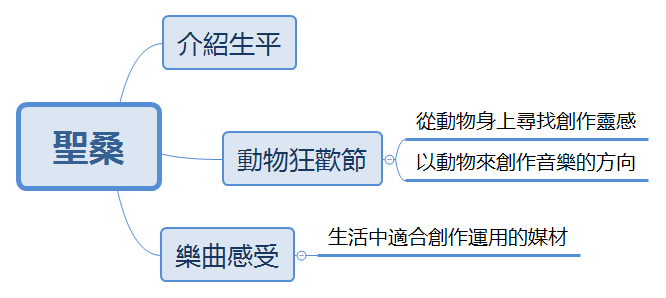 介紹生平
聖桑
動物狂歡節
從動物身上尋找創作靈感
以動物來創作音樂的方向
樂曲感受
生活中適合創作運用的媒材